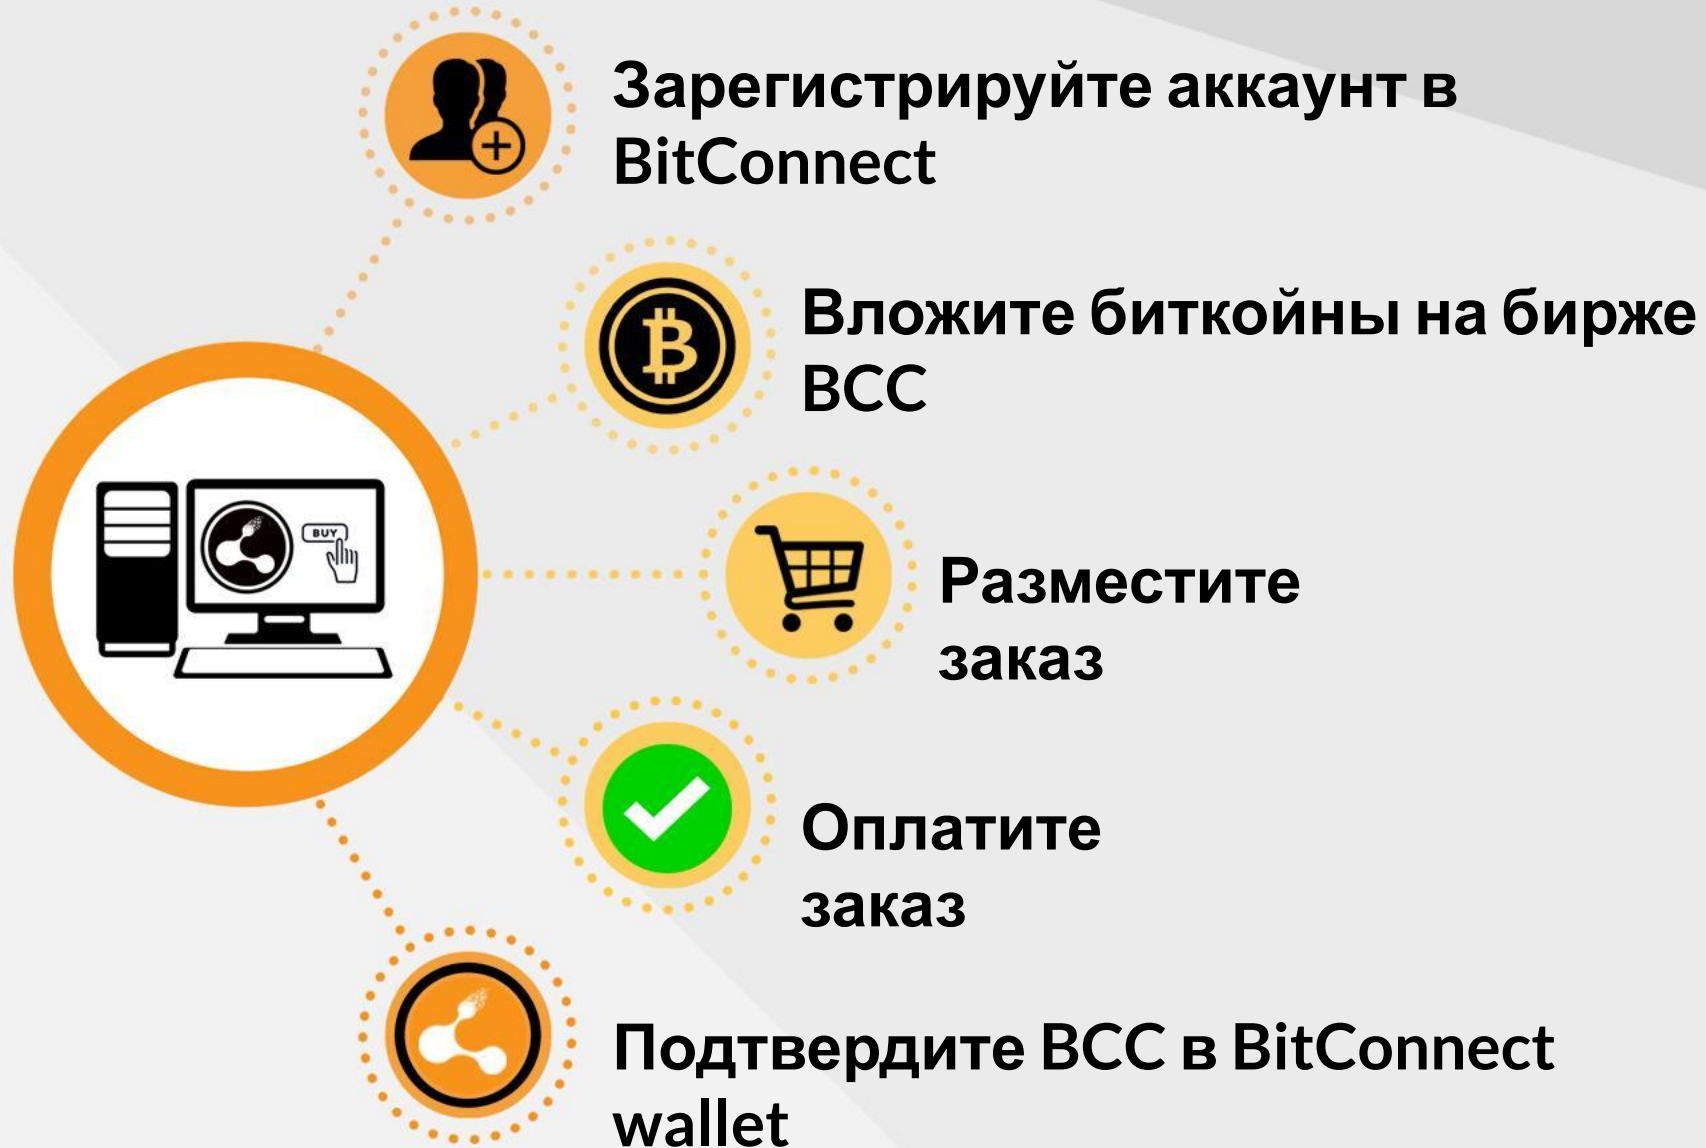 Зарегистрируйте аккаунт в
BitConnect
Вложите биткойны на бирже
BCC
BUY
Разместите
заказ
Оплатите
заказ
Подтвердите BCC в BitConnect
wallet